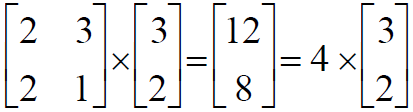 [2 3; 2 1] × [3; 2] = [12; 8] = 4 × [3; 2]